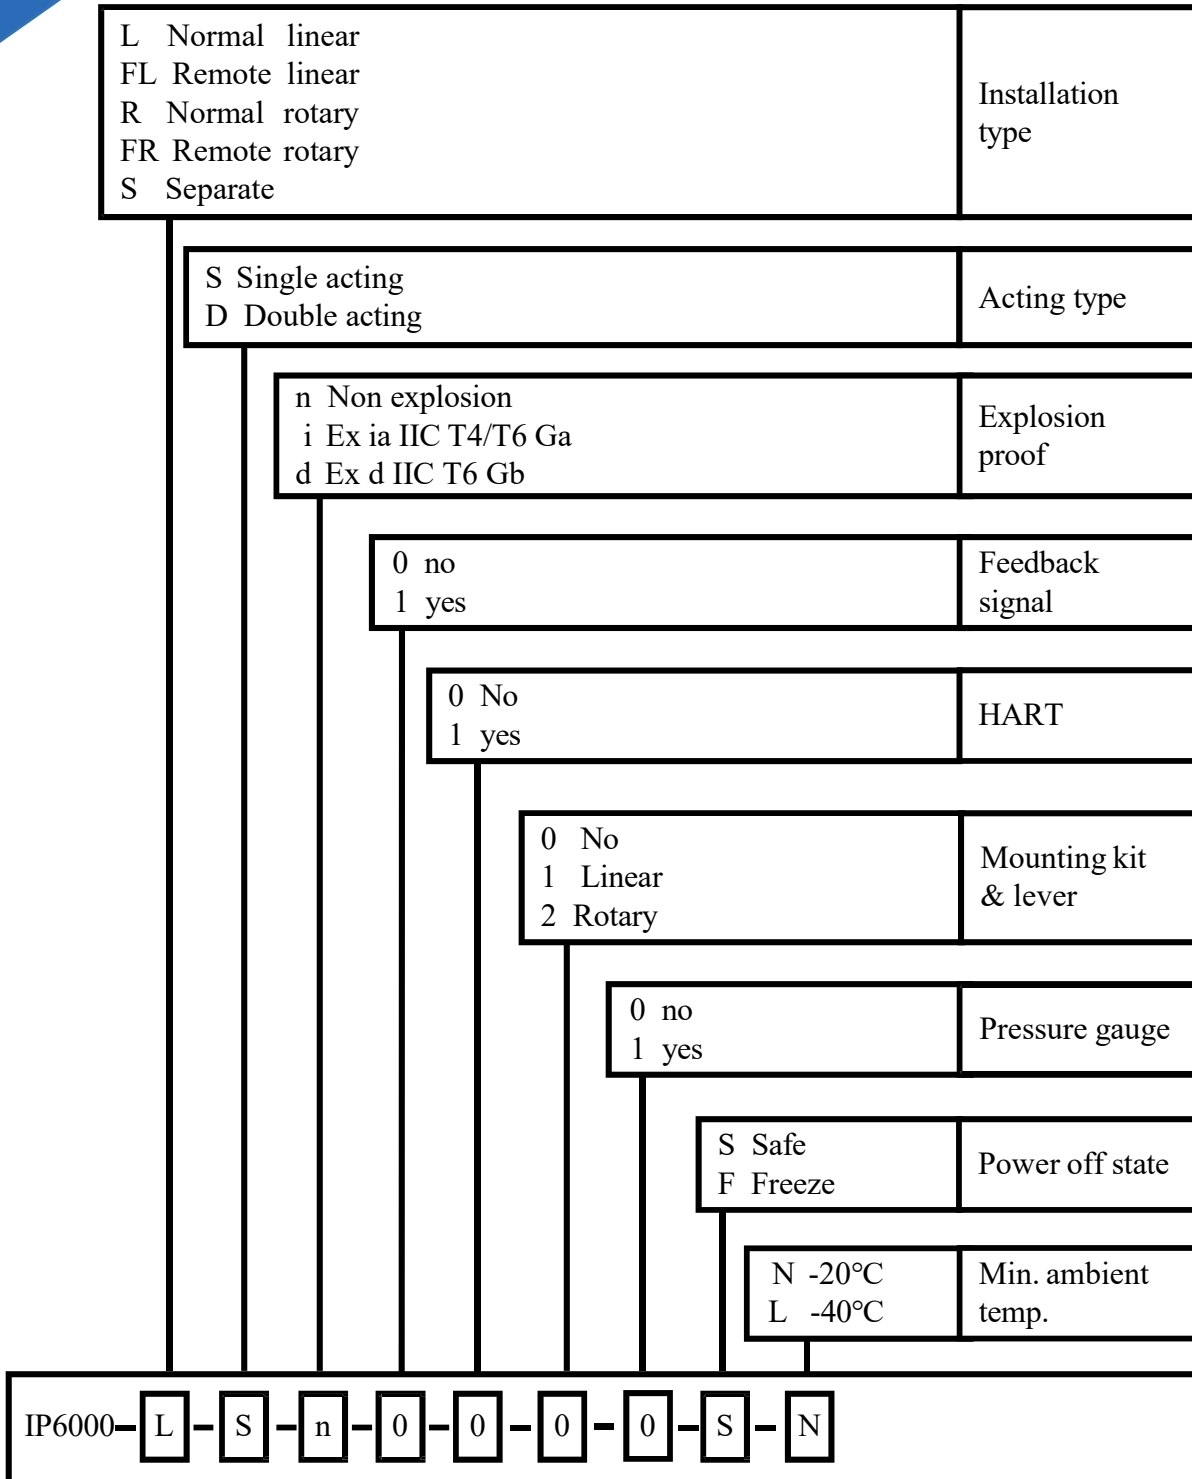 L Normal linear
FL Remote linear
R Normal rotary
FR Remote rotary
S Separate
Installation
type
S Single acting
D Double acting
Acting type
n Non explosion
i Ex ia IIC T4/T6 Ga
d Ex d IIC T6 Gb
Explosion
proof
0 no
1 yes
Feedback
signal
0 No
1 yes
HART
0 No
1 Linear
2 Rotary
Mounting kit
& lever
0 no
1 yes
Pressure gauge
S Safe
F Freeze
Power off state
N -20℃
L -40℃
Min. ambient
temp.
IP6000-L-S-n-0-0-0-0-S-N